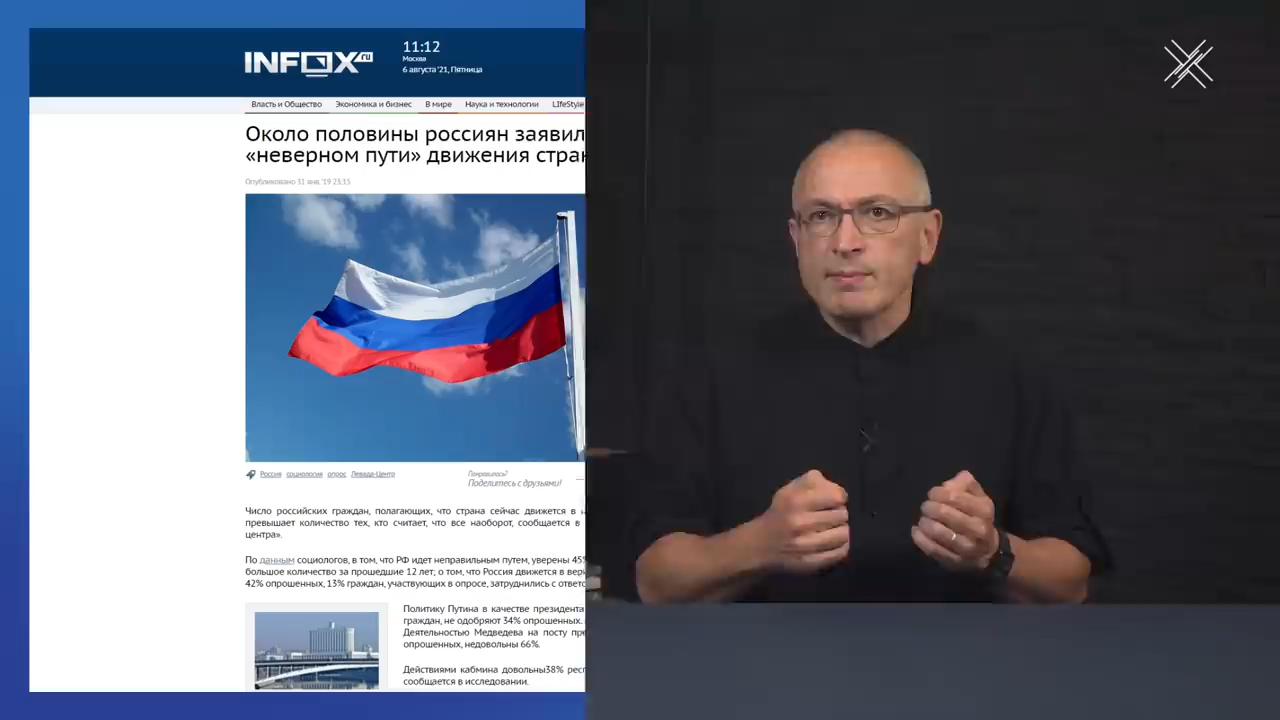 INFOX.ru
11:12
Москва
6 августа '21, Пятница
Власть и Общество Экономика и бизнес В мире Наука и технологии LIfeStyle
Около половины россиян заявил
«неверном пути» движения стран
Опубликовано 31 янв. '19 23:15
Россия социология опрос Левада-Центр
Понравилось?
Поделитесь с друзьями!
Число российских граждан, полагающих, что страна сейчас движется в
превышает количество тех, кто считает, что все наоборот, сообщается в
центра».
По данным социологов, в том, что РФ идет неправильным путем, уверены 45%
большое количество за прошедшие 12 лет; о том, что Россия движется в вер
42% опрошенных, 13% граждан, участвующих в опросе, затруднились с ответо
Политику Путина в качестве президента
граждан, не одобряют 34% опрошенных.
Деятельностью Медведева на посту пре
опрошенных, недовольны 66%.
Действиями кабмина довольны38% респ
сообщается в исследовании.